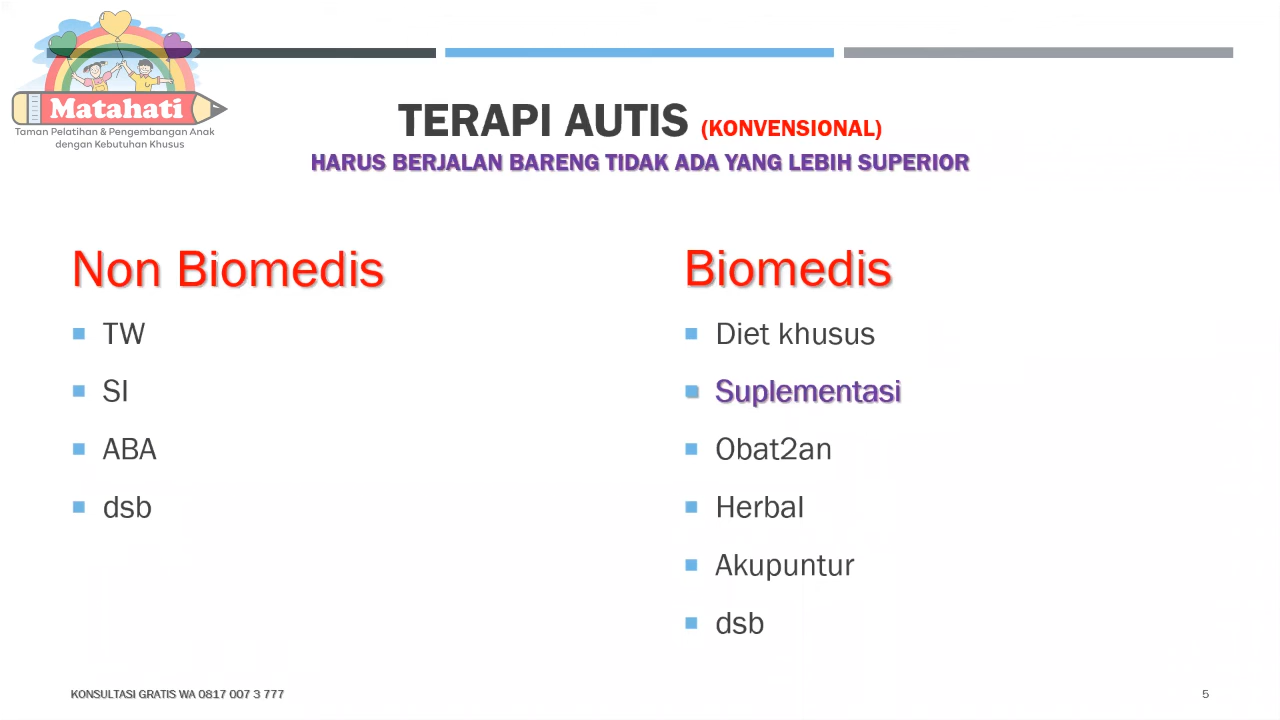 Matahati
Taman Pelatihan & Pengembangan Anak
dengan Kebutuhan Khusus
TERAPI AUTIS (KONVENSIONAL)
HARUS BERJALAN BARENG TIDAK ADA YANG LEBIH SUPERIOR
Non Biomedis
TW
SI
ABA
dsb
Biomedis
Diet khusus
Suplementasi
Obat2an
Herbal
Akupuntur
dsb
KONSULTASI GRATIS WA 0817 007 3 777
5